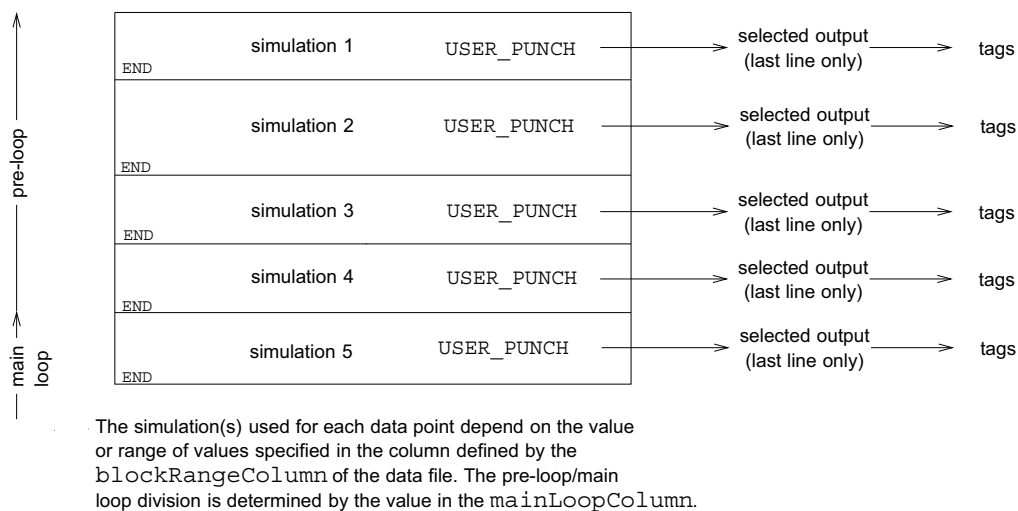 simulation 1
USER_PUNCH
selected output
(last line only)
tags
END
simulation 2
USER_PUNCH
selected output
(last line only)
tags
END
simulation 3
USER_PUNCH
selected output
(last line only)
tags
END
simulation 4
USER_PUNCH
selected output
(last line only)
tags
END
simulation 5
USER_PUNCH
selected output
(last line only)
tags
END
pre-loop
main
loop
The simulation(s) used for each data point depend on the value
or range of values specified in the column defined by the
blockRangeColumn of the data file. The pre-loop/main
loop division is determined by the value in the mainLoopColumn.